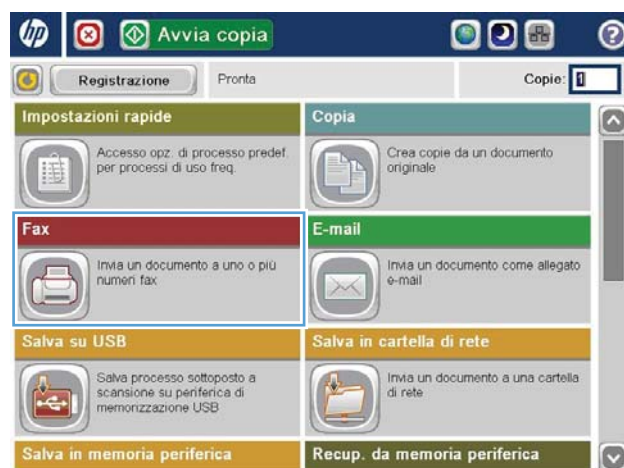 hp
Avvia copia
?
Registrazione
Pronta
Copie: 1
Impostazioni rapide
Accesso opz. di processo predef.
per processi di uso freq.
Copia
Crea copie da un documento
originale
Fax
Invia un documento a uno o più
numeri fax
E-mail
Invia un documento come allegato
e-mail
Salva su USB
Salva processo sottoposto a
scansione su periferica di
memorizzazione USB
Salva in cartella di rete
Invia un documento a una cartella
di rete
Salva in memoria periferica
Recup. da memoria periferica